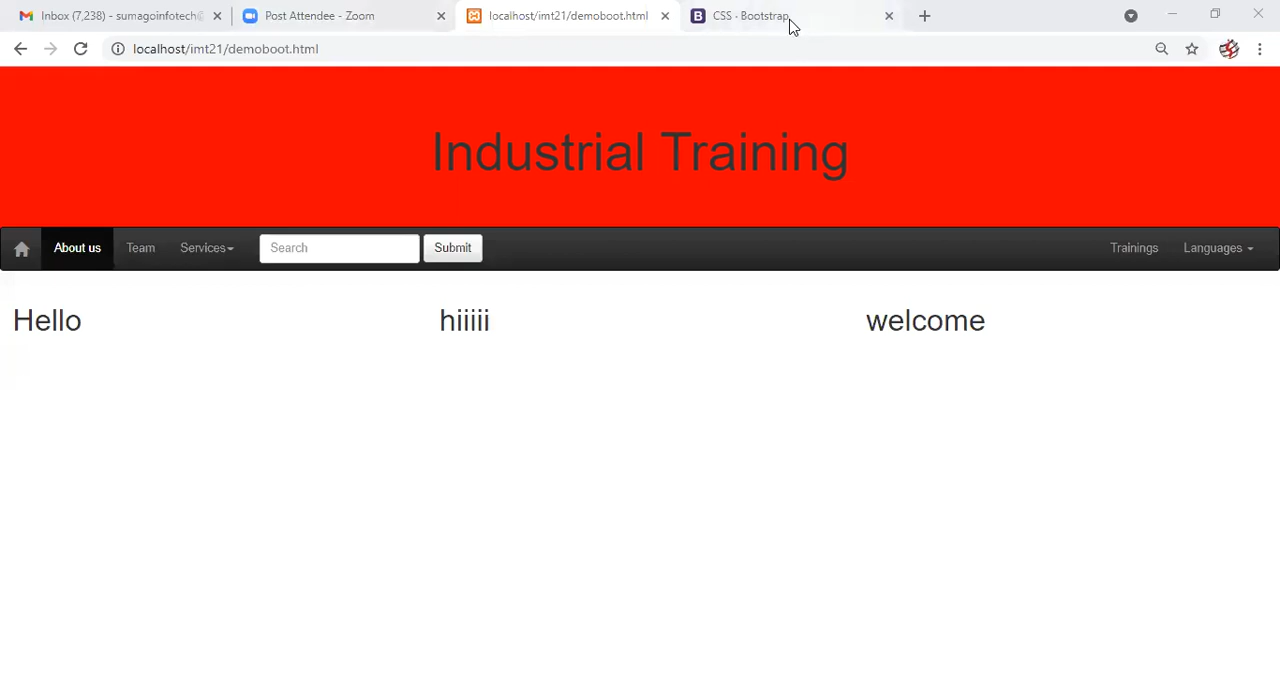 Inbox (7,238) - sumagoinfotech@
Post Attendee - Zoom
localhost/imt21/demoboot.html
CSS · Bootstrap
localhost/imt21/demoboot.html
Industrial Training
About us Team Services Search Submit Trainings Languages
Hello hiiiii welcome